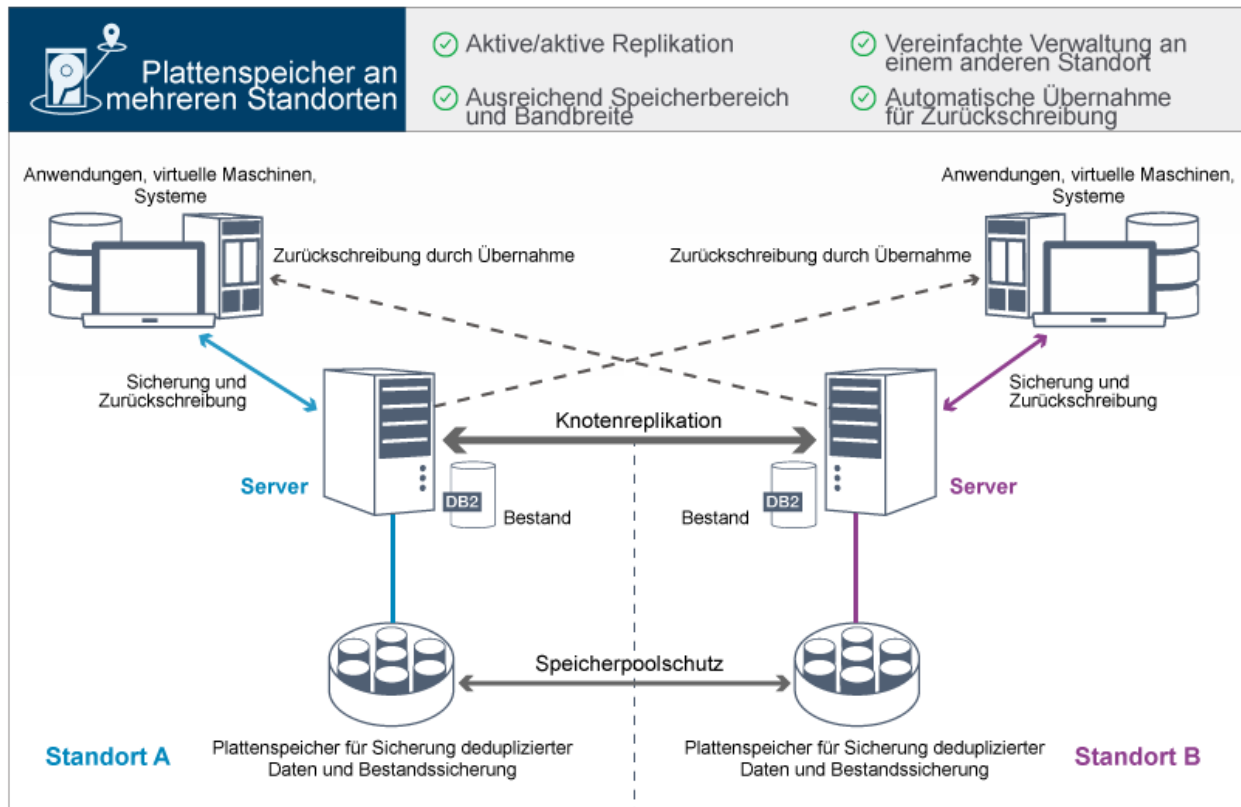 Plattenspeicher an
mehreren Standorten
Aktive/aktive Replikation
Ausreichend Speicherbereich
und Bandbreite
Vereinfachte Verwaltung an
einem anderen Standort
Automatische Übernahme
für Zurückschreibung
Anwendungen, virtuelle Maschinen,
Systeme
Anwendungen, virtuelle Maschinen,
Systeme
Zurückschreibung durch Übernahme
Zurückschreibung durch Übernahme
Sicherung und
Zurückschreibung
Sicherung und
Zurückschreibung
Knotenreplikation
Server
DB2
Bestand
Bestand
DB2
Server
Speicherpoolschutz
Standort A
Plattenspeicher für Sicherung deduplizierter
Daten und Bestandssicherung
Plattenspeicher für Sicherung deduplizierter
Daten und Bestandssicherung
Standort B